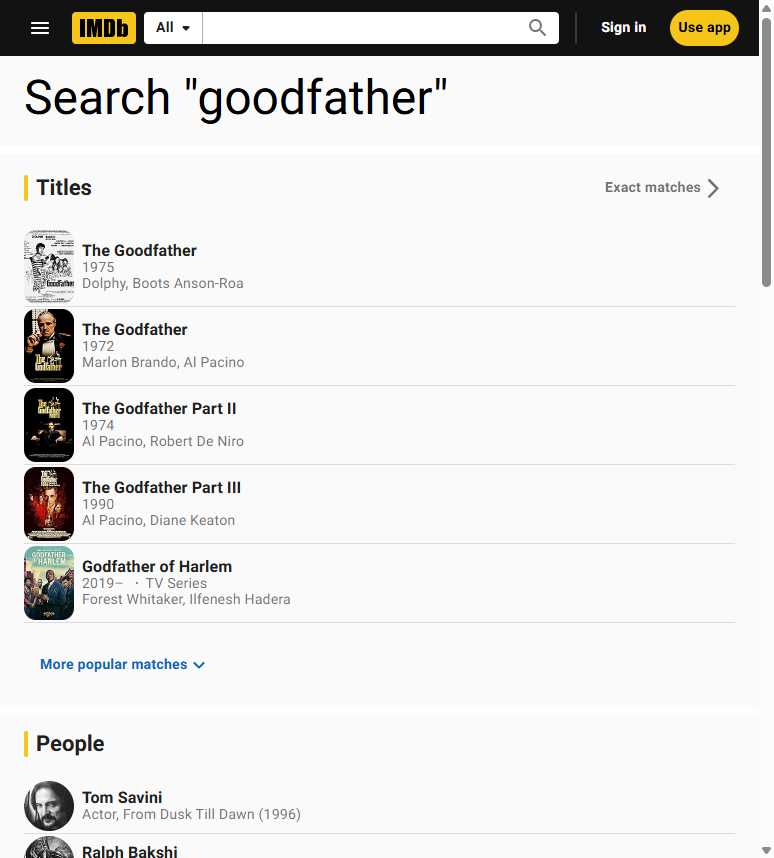 IMDb
All
Sign in
Use app
Search "goodfather"
Titles
Exact matches
The Goodfather
1975
Dolphy, Boots Anson-Roa
The Godfather
1972
Marlon Brando, Al Pacino
The Godfather Part II
1974
Al Pacino, Robert De Niro
The Godfather Part III
1990
Al Pacino, Diane Keaton
GODFATHER
OF HARLEM
Godfather of Harlem
2019– · TV Series
Forest Whitaker, Ilfenesh Hadera
More popular matches
People
Tom Savini
Actor, From Dusk Till Dawn (1996)
Ralph Bakshi